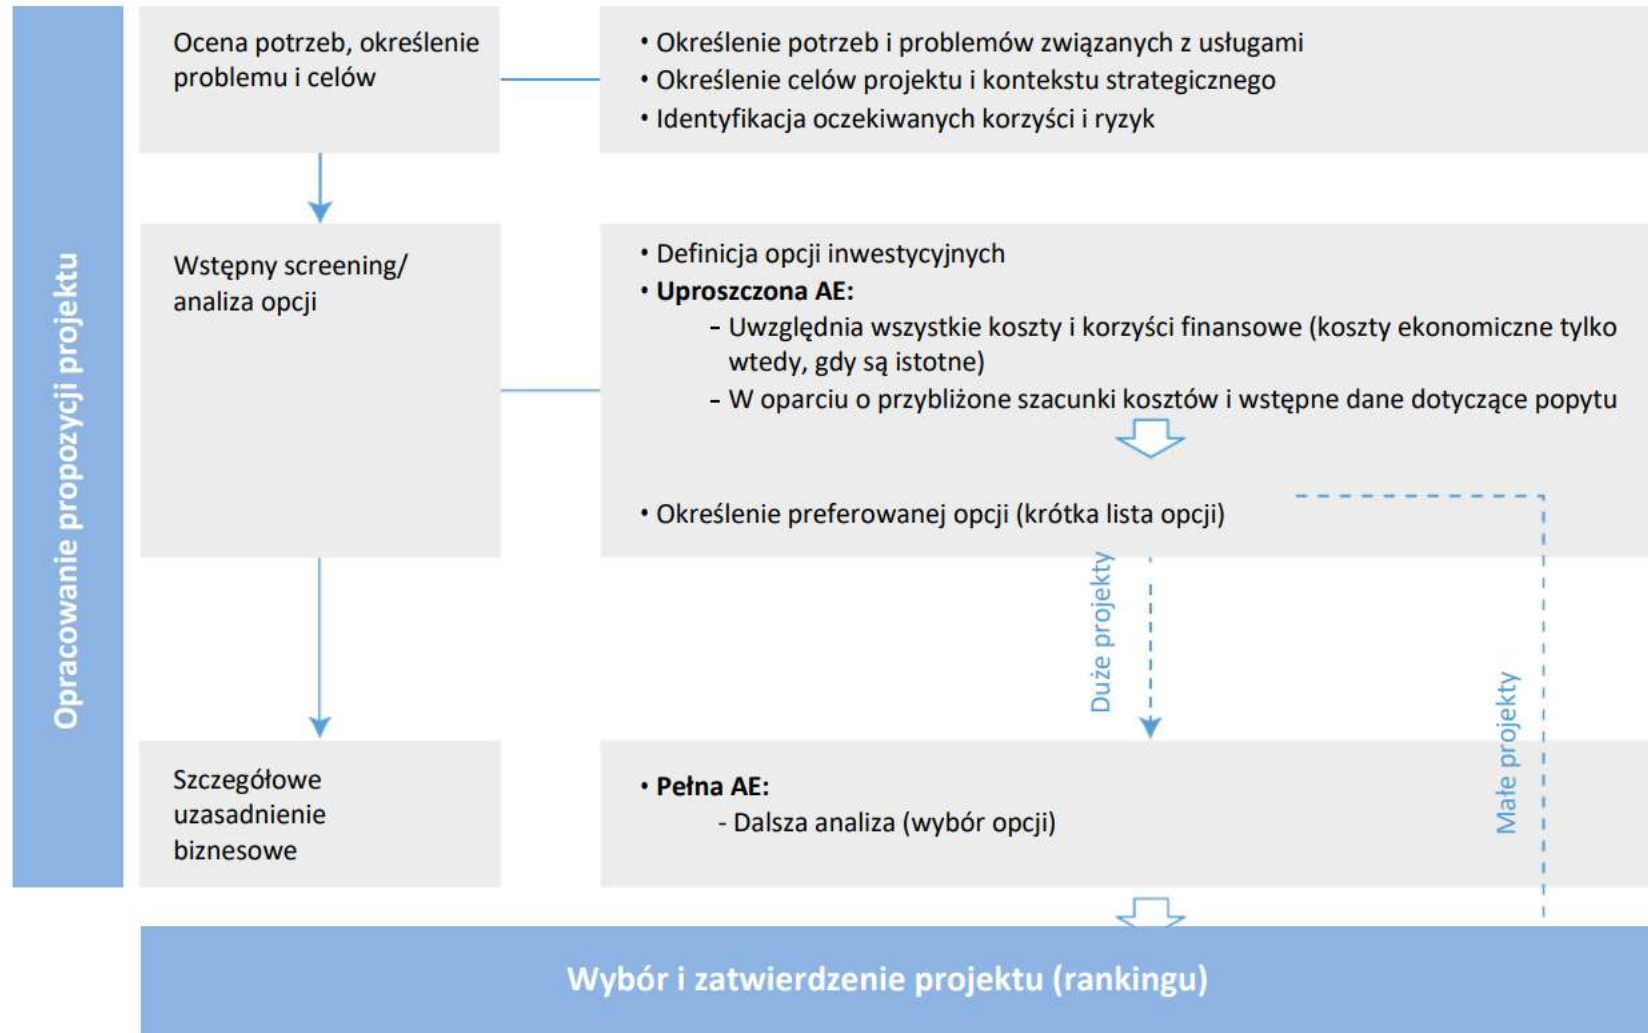 Opracowanie propozycji projektu
Ocena potrzeb, określenie
problemu i celów
• Określenie potrzeb i problemów związanych z usługami
• Określenie celów projektu i kontekstu strategicznego
• Identyfikacja oczekiwanych korzyści i ryzyk
Wstępny screening/
analiza opcji
• Definicja opcji inwestycyjnych
• Uproszczona AE:
- Uwzględnia wszystkie koszty i korzyści finansowe (koszty ekonomiczne tylko
wtedy, gdy są istotne)
- W oparciu o przybliżone szacunki kosztów i wstępne dane dotyczące popytu
• Określenie preferowanej opcji (krótka lista opcji)
Duże projekty
Małe projekty
Szczegółowe
uzasadnienie
biznesowe
• Pełna AE:
- Dalsza analiza (wybór opcji)
Wybór i zatwierdzenie projektu (rankingu)